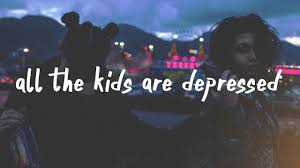 all the kids are depressed